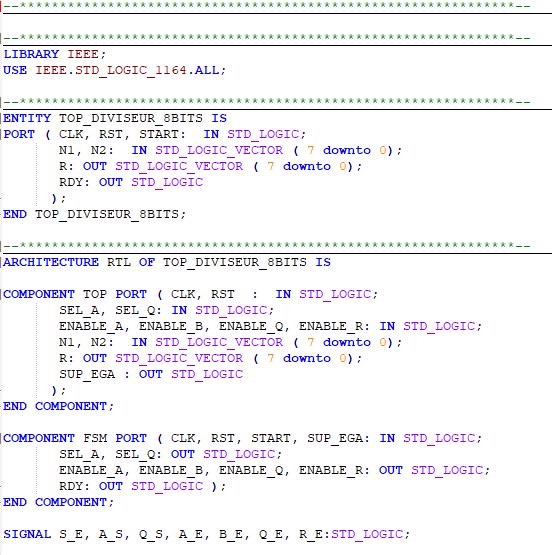 --**************************************************************--
--**************************************************************--
LIBRARY IEEE;
USE IEEE.STD_LOGIC_1164.ALL;
--**************************************************************--
ENTITY TOP_DIVISEUR_8BITS IS
PORT ( CLK, RST, START:  IN STD_LOGIC;
N1, N2:  IN STD_LOGIC_VECTOR ( 7 downto 0);
R: OUT STD_LOGIC_VECTOR ( 7 downto 0);
RDY: OUT STD_LOGIC
);
END TOP_DIVISEUR_8BITS;
--**************************************************************--
ARCHITECTURE RTL OF TOP_DIVISEUR_8BITS IS
COMPONENT TOP PORT ( CLK, RST  :  IN STD_LOGIC;
SEL_A, SEL_Q: IN STD_LOGIC;
ENABLE_A, ENABLE_B, ENABLE_Q, ENABLE_R: IN STD_LOGIC;
N1, N2:  IN STD_LOGIC_VECTOR ( 7 downto 0);
R: OUT STD_LOGIC_VECTOR ( 7 downto 0);
SUP_EGA : OUT STD_LOGIC
);
END COMPONENT;
COMPONENT FSM PORT ( CLK, RST, START, SUP_EGA: IN STD_LOGIC;
SEL_A, SEL_Q: OUT STD_LOGIC;
ENABLE_A, ENABLE_B, ENABLE_Q, ENABLE_R: OUT STD_LOGIC;
RDY: OUT STD_LOGIC );
END COMPONENT;
SIGNAL S_E, A_S, Q_S, A_E, B_E, Q_E, R_E:STD_LOGIC;